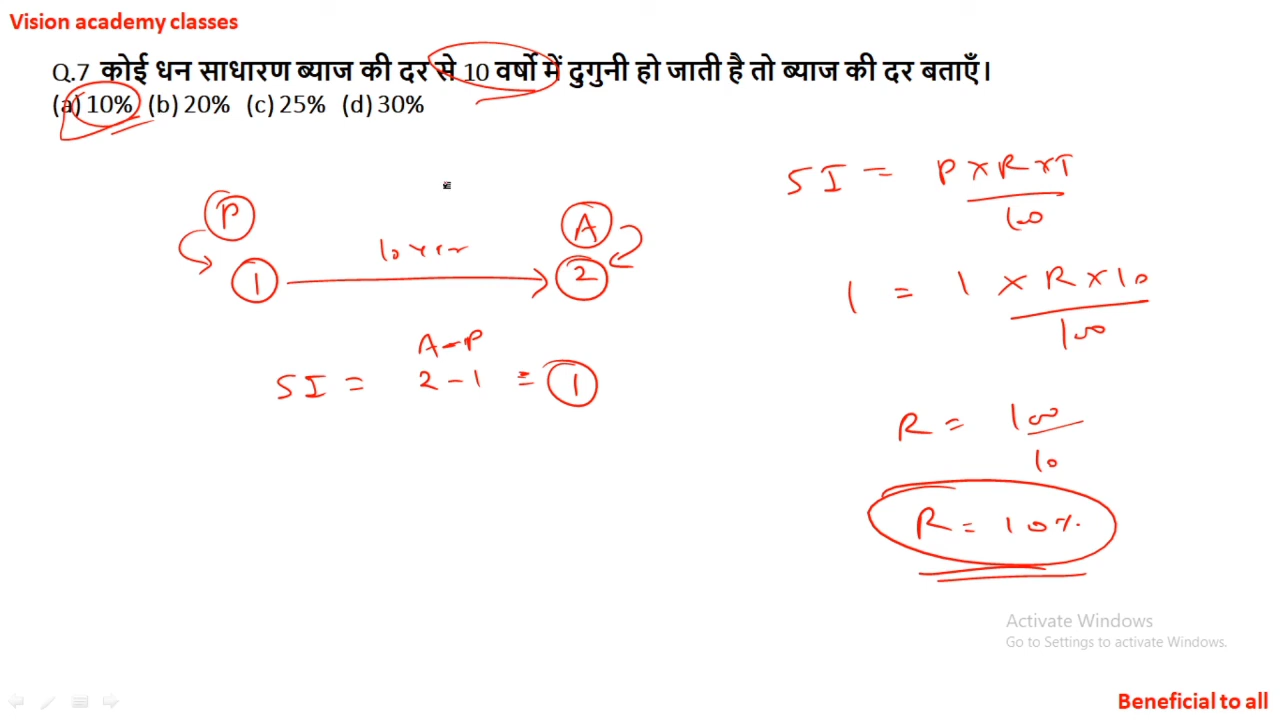 Vision academy classes
Q.7 कोई धन साधारण ब्याज की दर से 10 वर्षो में दुगुनी हो जाती है तो ब्याज की दर बताएँ।
(a) 10% (b) 20% (c) 25% (d) 30%
P
A
1
10 year
2
A-P
SI = 2-1 = 1
SI = P×R×T
100
1 = 1 × R × 10
100
R = 100
10
R = 10%
Activate Windows
Go to Settings to activate Windows.
Beneficial to all